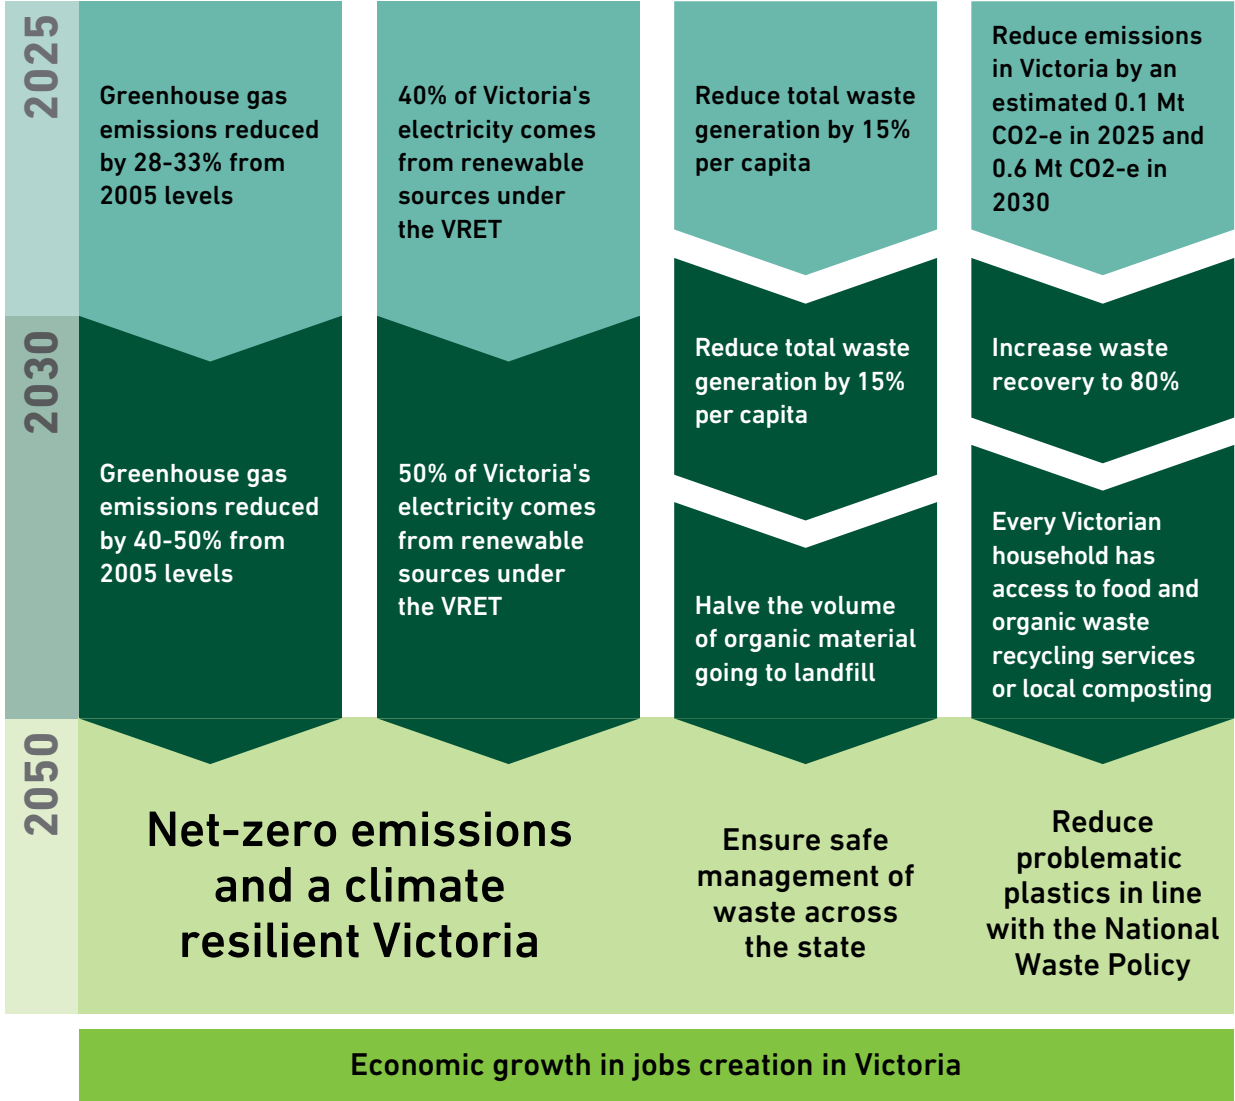 2025
Greenhouse gas
emissions reduced
by 28-33% from
2005 levels
40% of Victoria's
electricity comes
from renewable
sources under
the VRET
Reduce total waste
generation by 15%
per capita
Reduce emissions
in Victoria by an
estimated 0.1 Mt
CO2-e in 2025 and
0.6 Mt CO2-e in
2030
2030
Greenhouse gas
emissions reduced
by 40-50% from
2005 levels
50% of Victoria's
electricity comes
from renewable
sources under
the VRET
Reduce total waste
generation by 15%
per capita
Halve the volume
of organic material
going to landfill
Increase waste
recovery to 80%
Every Victorian
household has
access to food and
organic waste
recycling services
or local composting
2050
Net-zero emissions
and a climate
resilient Victoria
Ensure safe
management of
waste across
the state
Reduce
problematic
plastics in line
with the National
Waste Policy
Economic growth in jobs creation in Victoria